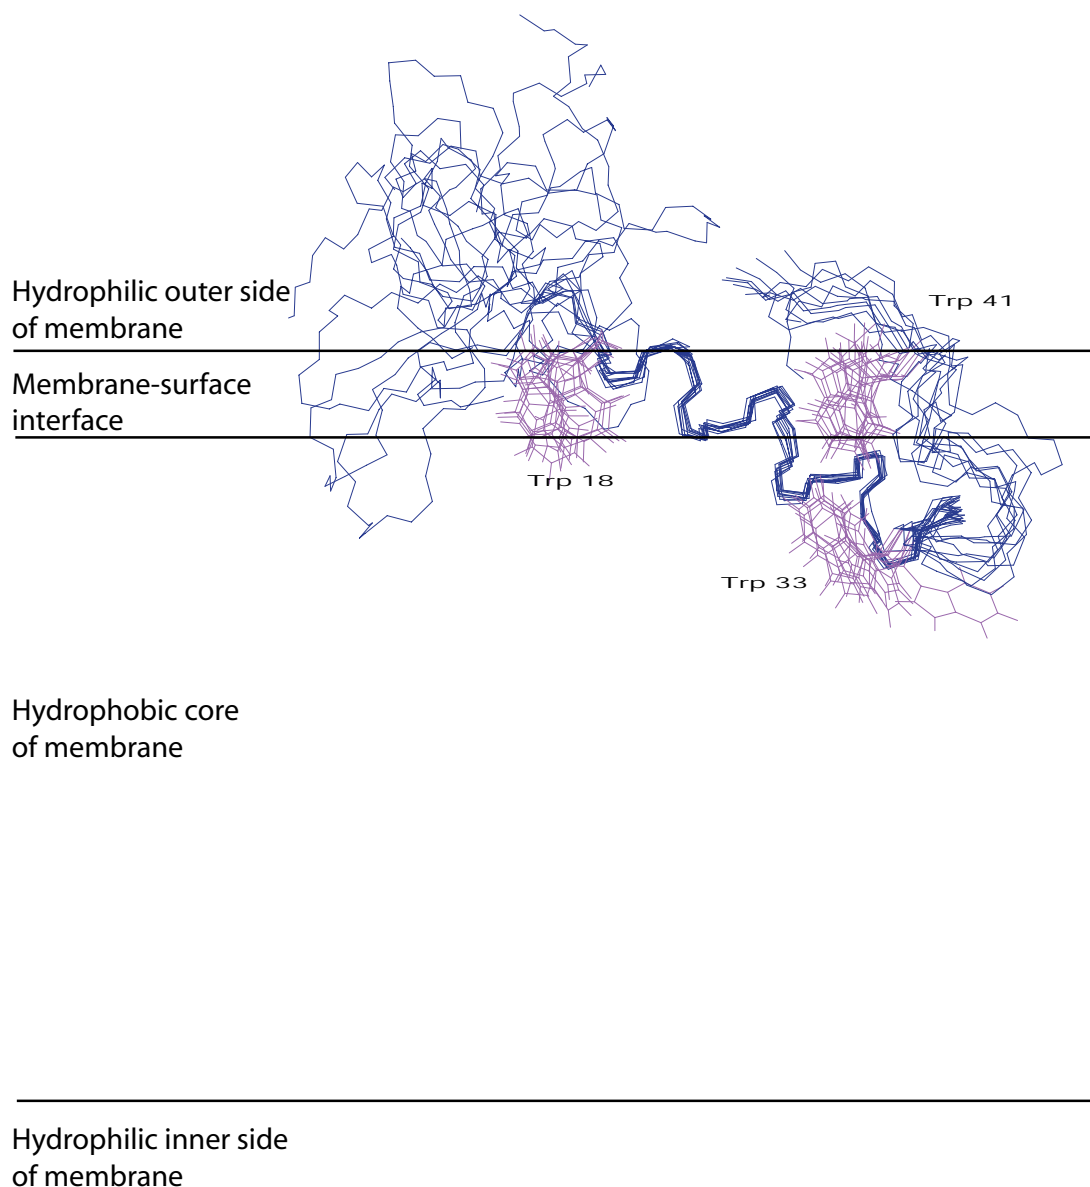 Hydrophilic outer side
of membrane
Trp 41
Membrane-surface
interface
Trp 18
Trp 33
Hydrophobic core
of membrane
Hydrophilic inner side
of membrane